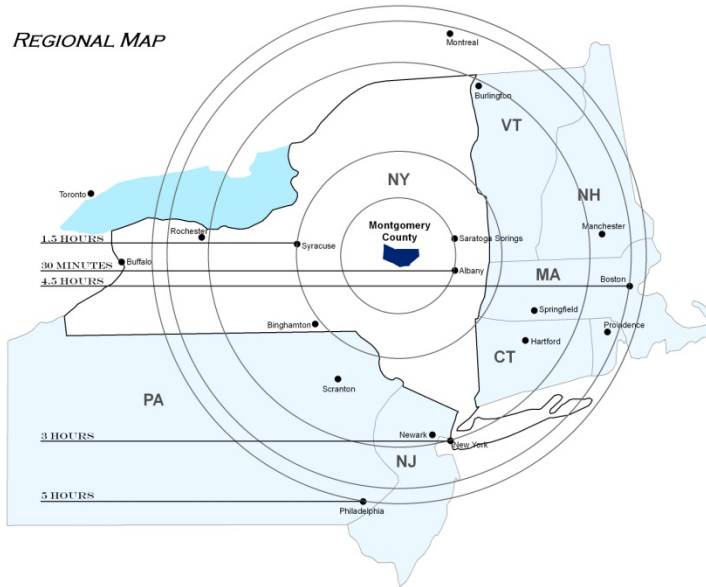 REGIONAL MAP
Montreal
Burlington
VT
NY
NH
Toronto
Montgomery
County
Rochester
Manchester
1.5 HOURS
Syracuse
Saratoga Springs
Buffalo
30 MINUTES
Albany
MA
4.5 HOURS
Boston
Springfield
Binghamton
Providence
Hartford
CT
Scranton
PA
3 HOURS
Newark
New York
NJ
5 HOURS
Philadelphia